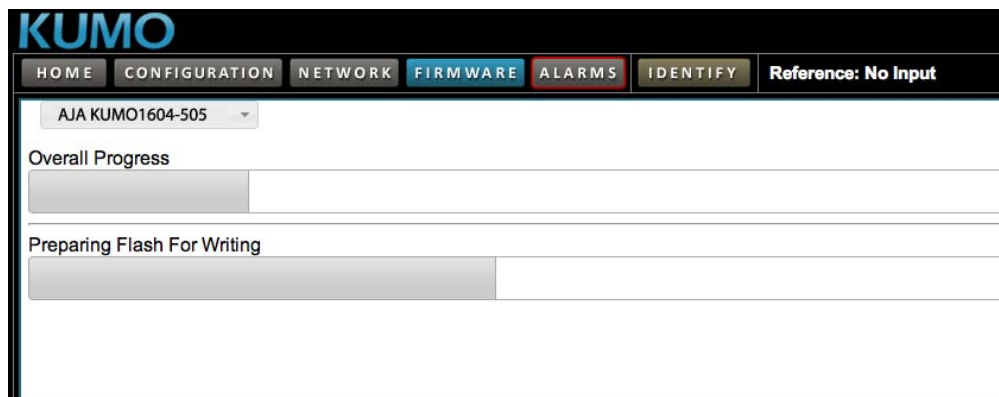 KUMO
HOME CONFIGURATION NETWORK FIRMWARE ALARMS IDENTIFY Reference: No Input
AJA KUMO1604-505
Overall Progress
Preparing Flash For Writing